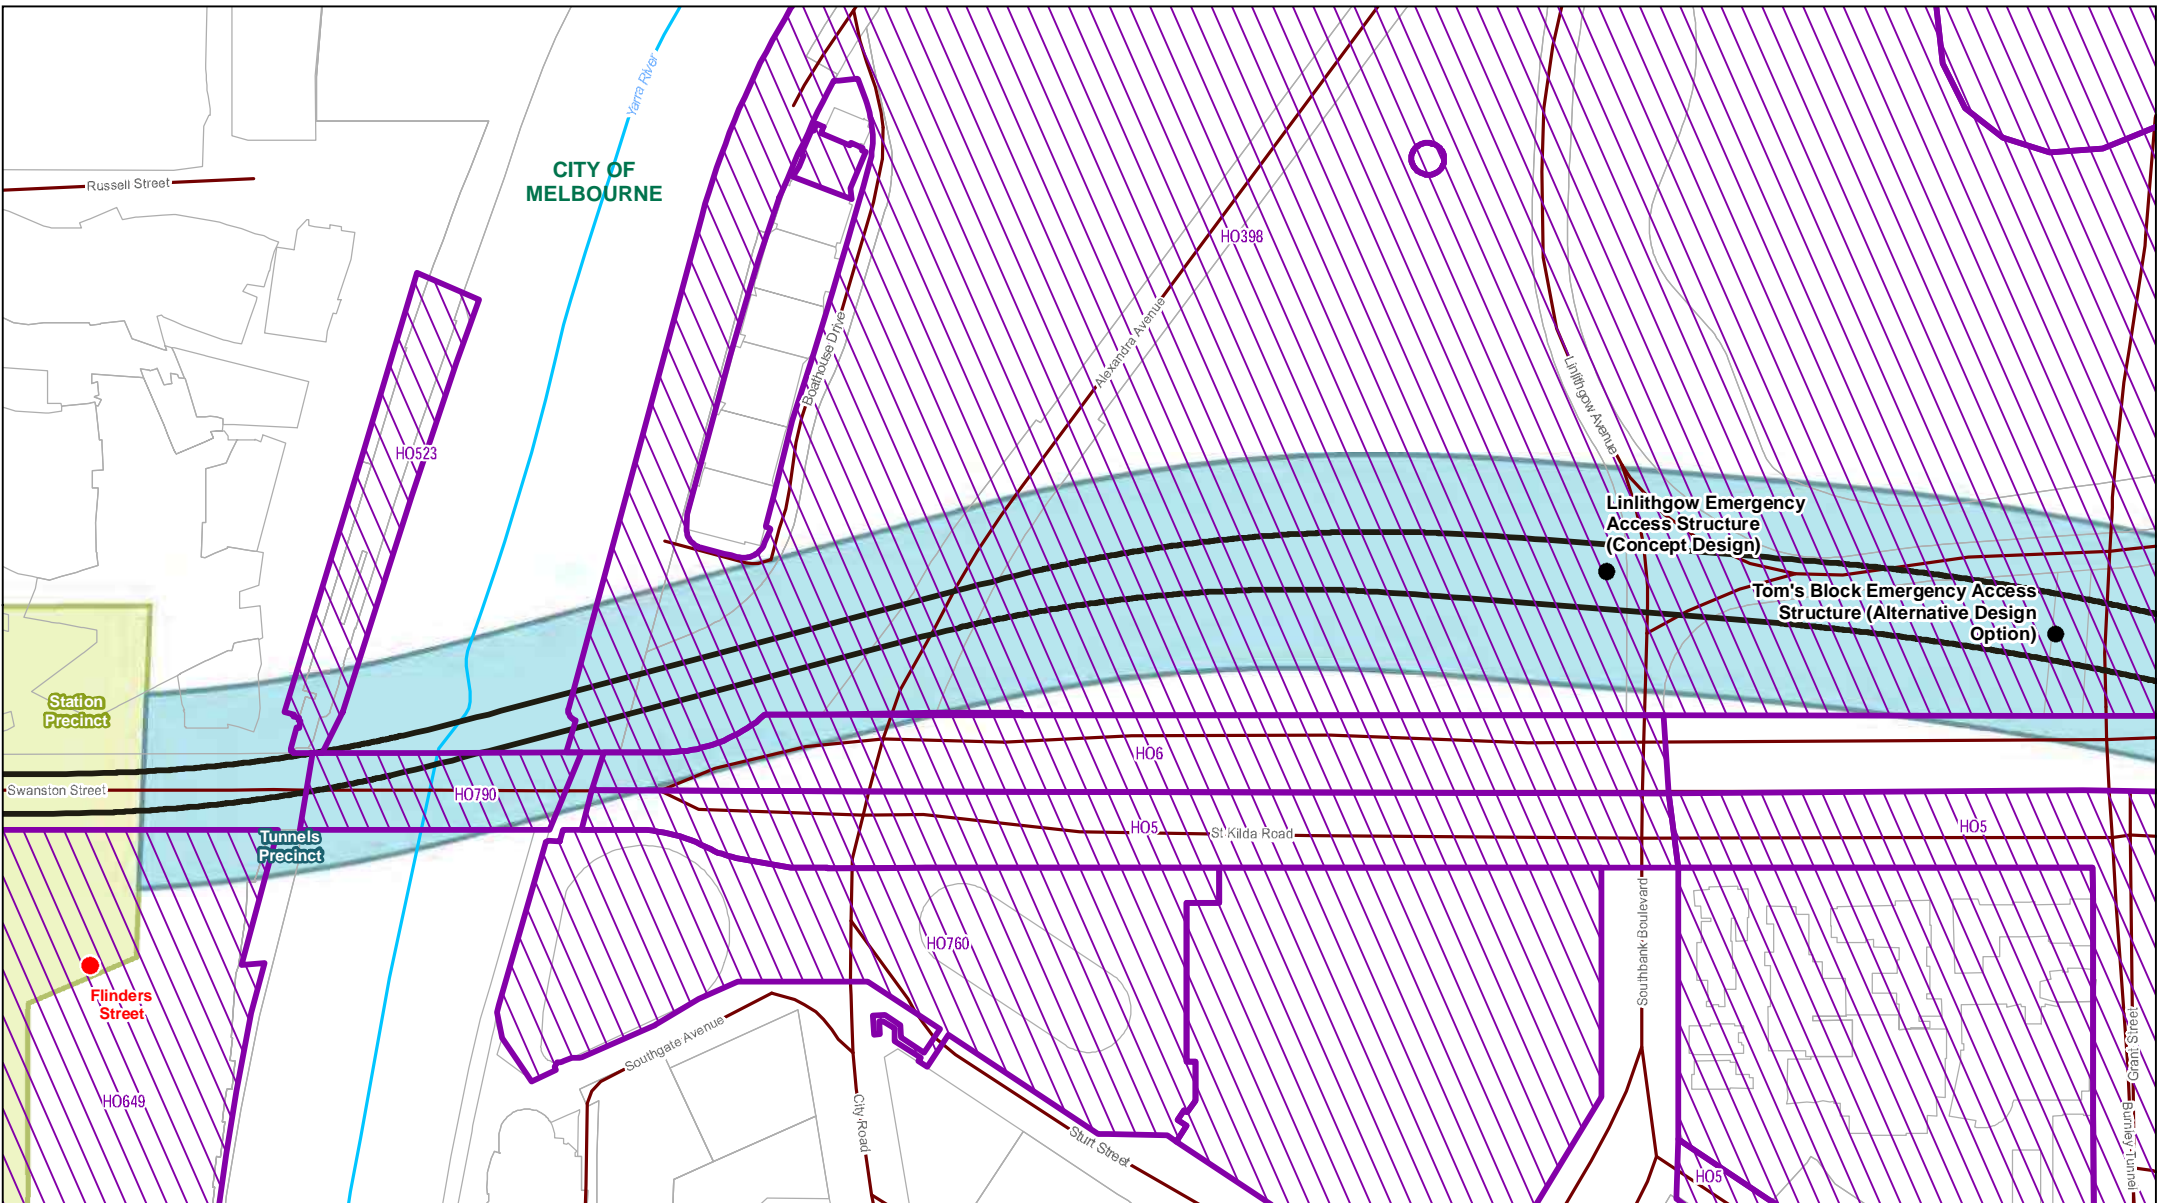 Yarra River
CITY OF
MELBOURNE
Russell Street
HO398
Alexandra Avenue
Boathouse Drive
Linlithgow Avenue
HO523
Linlithgow Emergency
Access Structure
(Concept Design)
Tom's Block Emergency Access
Structure (Alternative Design
Option)
Station
Precinct
HO6
Swanston Street
HO790
HO5
St Kilda Road
HO5
Tunnels
Precinct
HO760
Southbank Boulevard
Flinders
Street
Southgate Avenue
Grant Street
HO649
City Road
Sturt Street
Burnley Tunnel
HO5